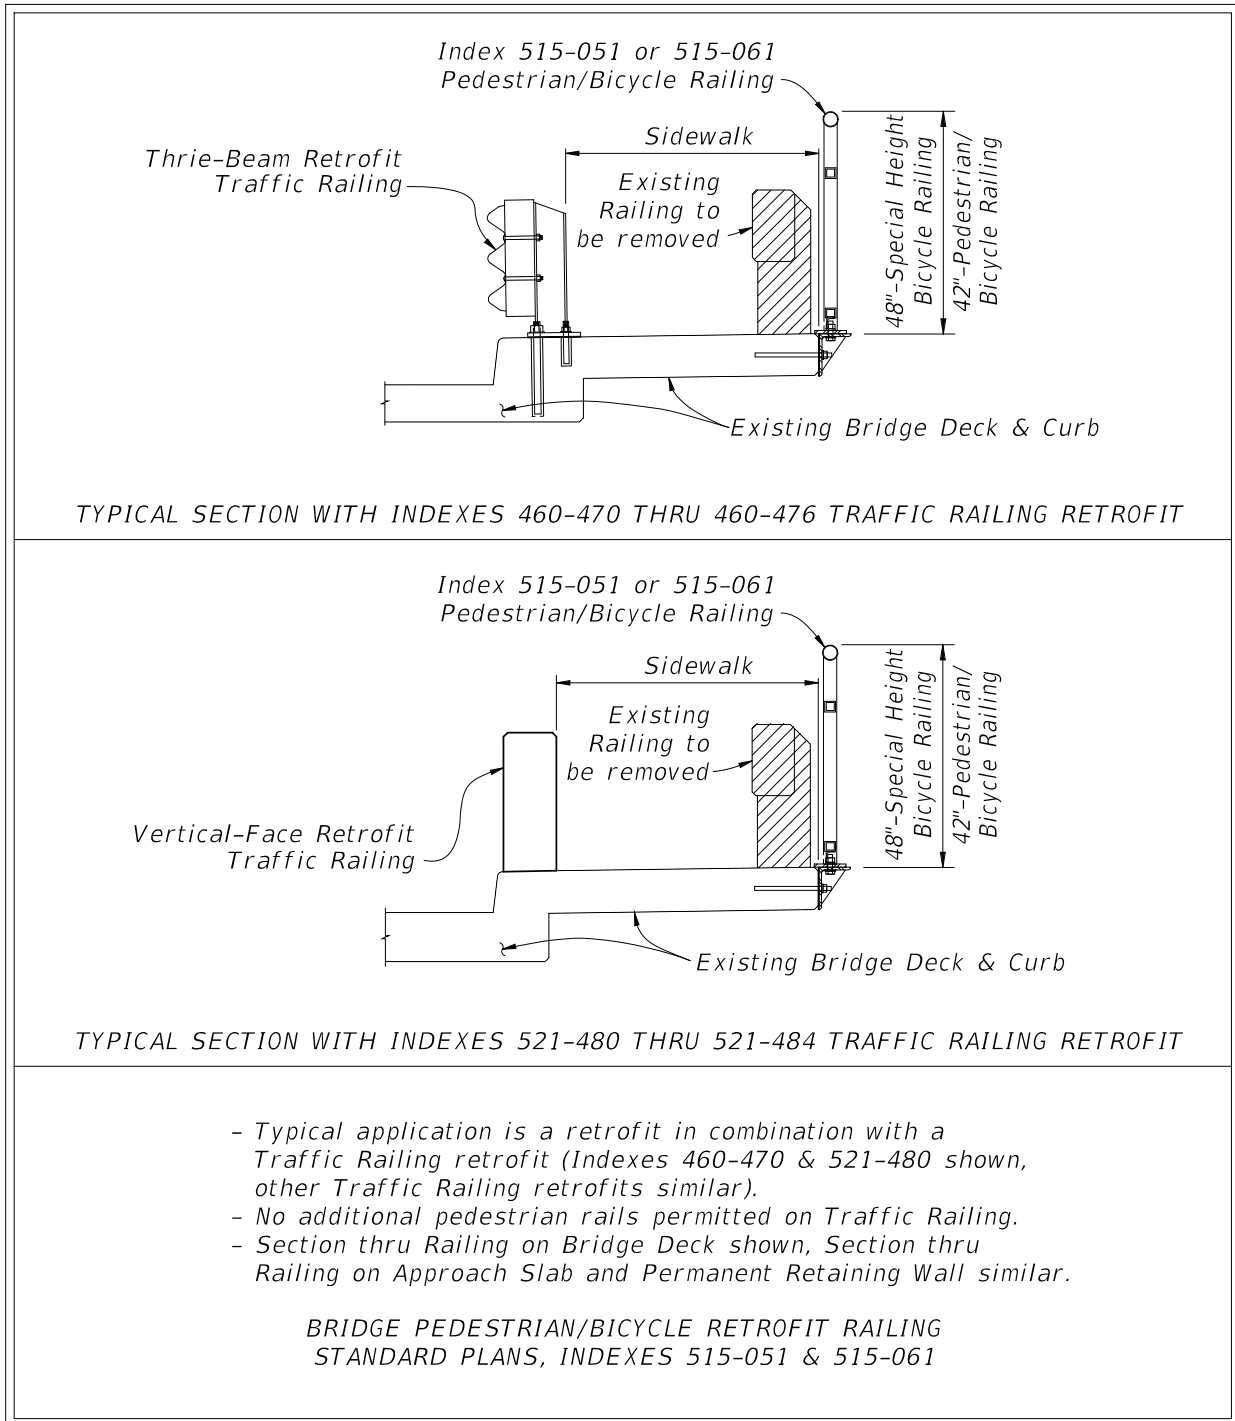 Index 515-051 or 515-061
Pedestrian/Bicycle Railing
Sidewalk
Thrie-Beam Retrofit
Traffic Railing
Existing
Railing to
be removed
48"-Special Height
Bicycle Railing
42"-Pedestrian/
Bicycle Railing
Existing Bridge Deck & Curb
TYPICAL SECTION WITH INDEXES 460-470 THRU 460-476 TRAFFIC RAILING RETROFIT
Index 515-051 or 515-061
Pedestrian/Bicycle Railing
Sidewalk
Existing
Railing to
be removed
48"-Special Height
Bicycle Railing
42"-Pedestrian/
Bicycle Railing
Vertical-Face Retrofit
Traffic Railing
Existing Bridge Deck & Curb
TYPICAL SECTION WITH INDEXES 521-480 THRU 521-484 TRAFFIC RAILING RETROFIT
- Typical application is a retrofit in combination with a
Traffic Railing retrofit (Indexes 460-470 & 521-480 shown,
other Traffic Railing retrofits similar).
- No additional pedestrian rails permitted on Traffic Railing.
- Section thru Railing on Bridge Deck shown, Section thru
Railing on Approach Slab and Permanent Retaining Wall similar.
BRIDGE PEDESTRIAN/BICYCLE RETROFIT RAILING
STANDARD PLANS, INDEXES 515-051 & 515-061